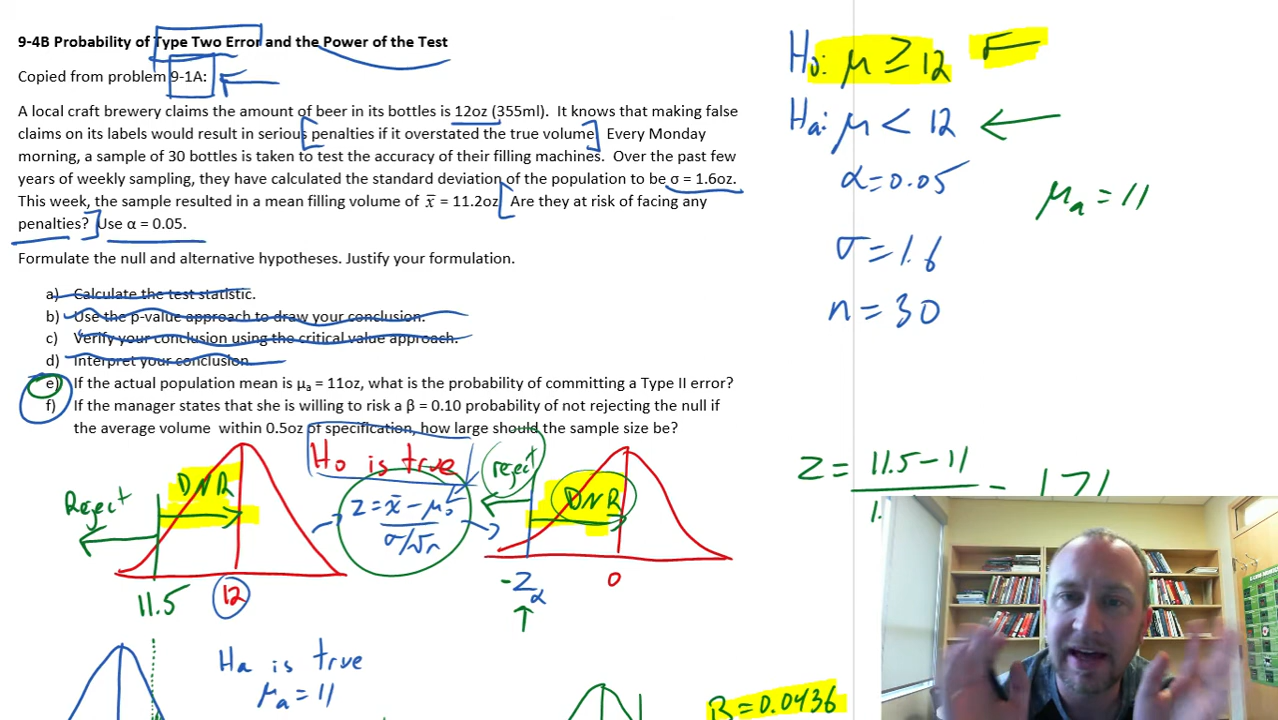 9-4B Probability of Type Two Error and the Power of the Test
Copied from problem 9-1A:
A local craft brewery claims the amount of beer in its bottles is 12oz (355ml).  It knows that making false
claims on its labels would result in serious penalties if it overstated the true volume.  Every Monday
morning, a sample of 30 bottles is taken to test the accuracy of their filling machines.  Over the past few
years of weekly sampling, they have calculated the standard deviation of the population to be σ = 1.6oz.
This week, the sample resulted in a mean filling volume of x̄ = 11.2oz.  Are they at risk of facing any
penalties?  Use α = 0.05.
Formulate the null and alternative hypotheses. Justify your formulation.
a) Calculate the test statistic.
b) Use the p-value approach to draw your conclusion.
c) Verify your conclusion using the critical value approach.
d) Interpret your conclusion.
e) If the actual population mean is μₐ = 11oz, what is the probability of committing a Type II error?
f) If the manager states that she is willing to risk a β = 0.10 probability of not rejecting the null if
the average volume  within 0.5oz of specification, how large should the sample size be?
H₀: μ ≥ 12
Hₐ: μ < 12
α = 0.05
μₐ = 11
σ = 1.6
n = 30
H₀ is true
Reject
DNR
z = x̄ - μ₀
σ/√n
reject
DNR
11.5
12
-Zα
0
z = 11.5 - 11 = 1.71
1.
Ha is true
μₐ = 11
β = 0.0436